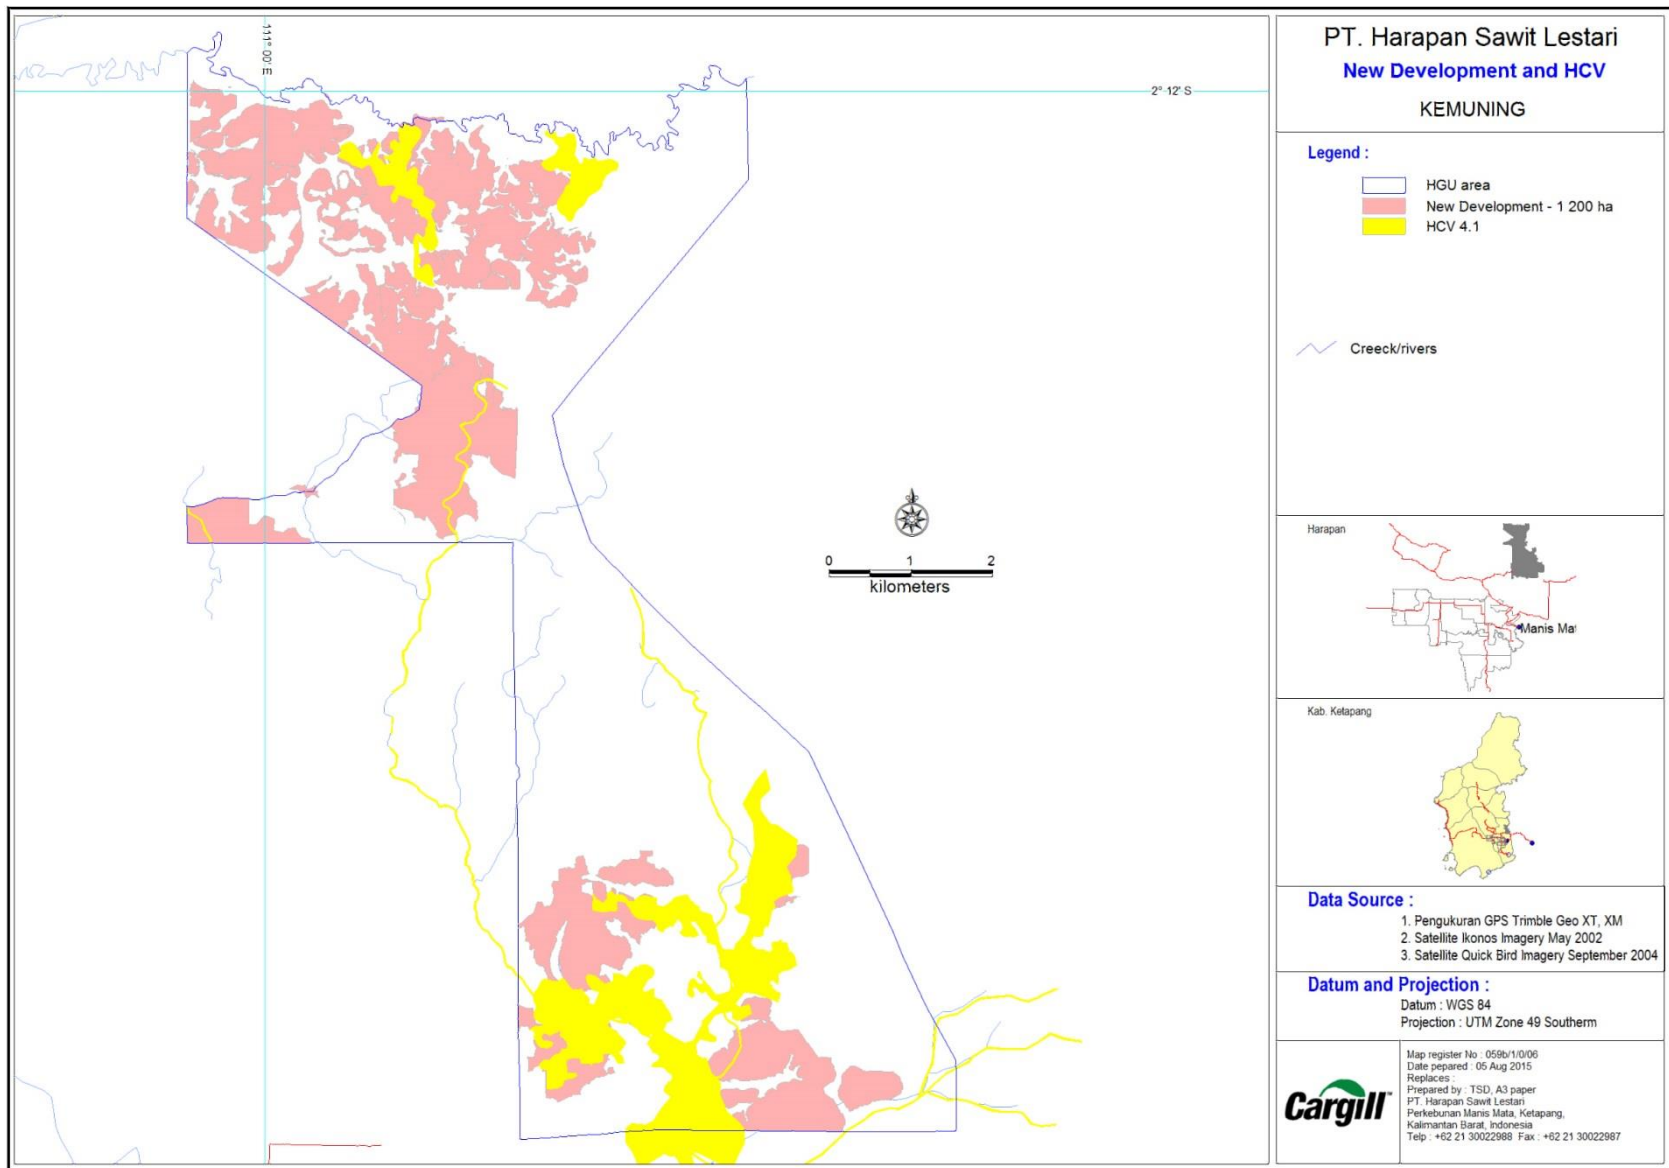 111° 00' E
2° 12' S
0 1 2
kilometers
PT. Harapan Sawit Lestari
New Development and HCV
KEMUNING
Legend :
HGU area
New Development - 1 200 ha
HCV 4.1
Creeck/rivers
Harapan
Manis Mat
Kab. Ketapang
Data Source :
1. Pengukuran GPS Trimble Geo XT, XM
2. Satellite Ikonos Imagery May 2002
3. Satellite Quick Bird Imagery September 2004
Datum and Projection :
Datum : WGS 84
Projection : UTM Zone 49 Southerm
Cargill™
Map register No : 059b/1/0/06
Date pepared : 05 Aug 2015
Replaces :
Prepared by : TSD, A3 paper
PT. Harapan Sawit Lestari
Perkebunan Manis Mata, Ketapang,
Kalimantan Barat, Indonesia
Telp : +62 21 30022988 Fax : +62 21 30022987